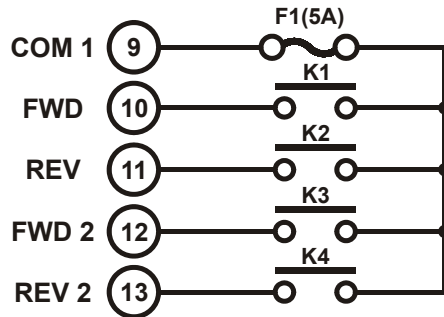 F1(5A)
COM 1 9
K1
FWD 10
K2
REV 11
K3
FWD 2 12
K4
REV 2 13